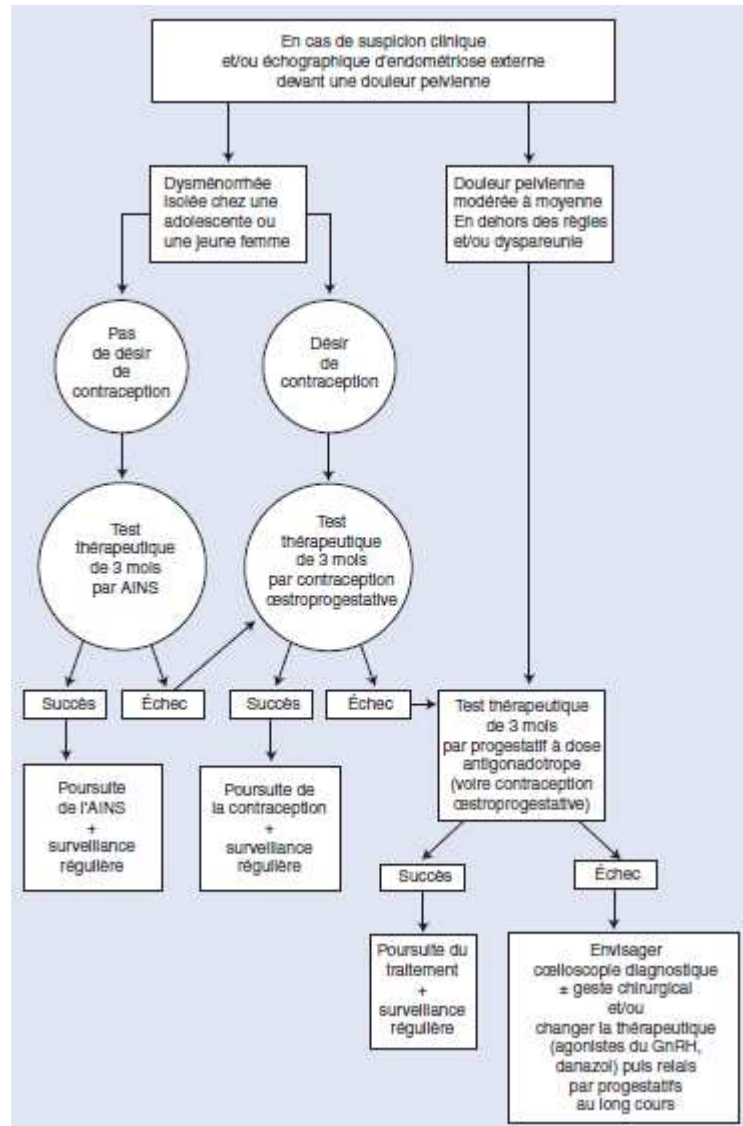 En cas de suspicion clinique
et/ou échographique d'endométriose externe
devant une douleur pelvienne
Dysménorrhée
isolée chez une
adolescente ou
une jeune femme
Douleur pelvienne
modérée à moyenne
En dehors des règles
et/ou dyspareunie
Pas
de désir
de
contraception
Désir
de
contraception
Test
thérapeutique
de 3 mois
par AINS
Test
thérapeutique
de 3 mois
par contraception
œstroprogestative
Succès
Échec
Succès
Échec
Test thérapeutique
de 3 mois
par progestatif à dose
antigonadotrope
(voire contraception
œstroprogestative)
Poursuite
de l'AINS
+
surveillance
régulière
Poursuite de
la contraception
+
surveillance
régulière
Succès
Échec
Poursuite du
traitement
+
surveillance
régulière
Envisager
cœlioscopie diagnostique
± geste chirurgical
et/ou
changer la thérapeutique
(agonistes du GnRH,
danazol) puis relais
par progestatifs
au long cours